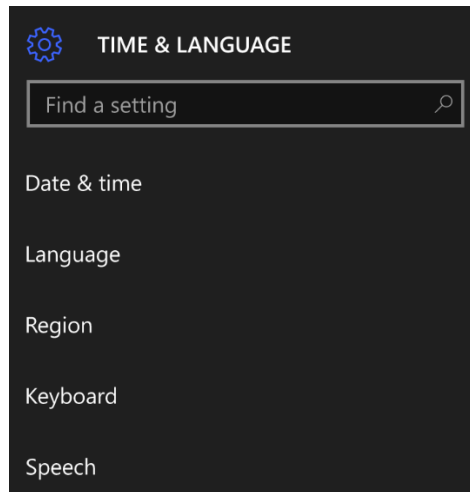 TIME & LANGUAGE
Find a setting
Date & time
Language
Region
Keyboard
Speech